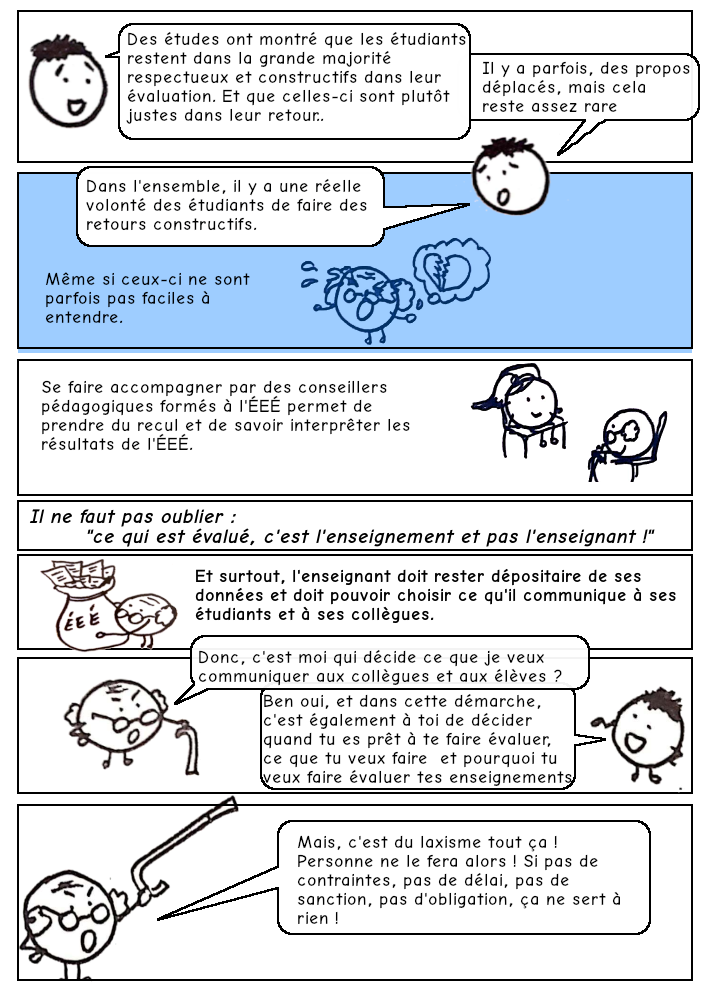 Des études ont montré que les étudiants
restent dans la grande majorité
respectueux et constructifs dans leur
évaluation. Et que celles-ci sont plutôt
justes dans leur retour..
Il y a parfois, des propos
déplacés, mais cela
reste assez rare
Dans l'ensemble, il y a une réelle
volonté des étudiants de faire des
retours constructifs.
Même si ceux-ci ne sont
parfois pas faciles à
entendre.
Se faire accompagner par des conseillers
pédagogiques formés à l'ÉEÉ permet de
prendre du recul et de savoir interprêter les
résultats de l'ÉEÉ.
Il ne faut pas oublier :
"ce qui est évalué, c'est l'enseignement et pas l'enseignant !"
ÉEÉ
Et surtout, l'enseignant doit rester dépositaire de ses
données et doit pouvoir choisir ce qu'il communique à ses
étudiants et à ses collègues.
Donc, c'est moi qui décide ce que je veux
communiquer aux collègues et aux élèves ?
Ben oui, et dans cette démarche,
c'est également à toi de décider
quand tu es prêt à te faire évaluer,
ce que tu veux faire et pourquoi tu
veux faire évaluer tes enseignements
Mais, c'est du laxisme tout ça !
Personne ne le fera alors ! Si pas de
contraintes, pas de délai, pas de
sanction, pas d'obligation, ça ne sert à
rien !